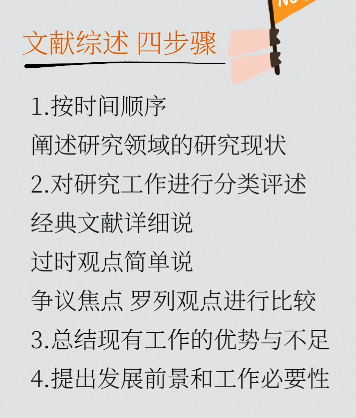 文献综述 四步骤
1.按时间顺序
阐述研究领域的研究现状
2.对研究工作进行分类评述
经典文献详细说
过时观点简单说
争议焦点 罗列观点进行比较
3.总结现有工作的优势与不足
4.提出发展前景和工作必要性